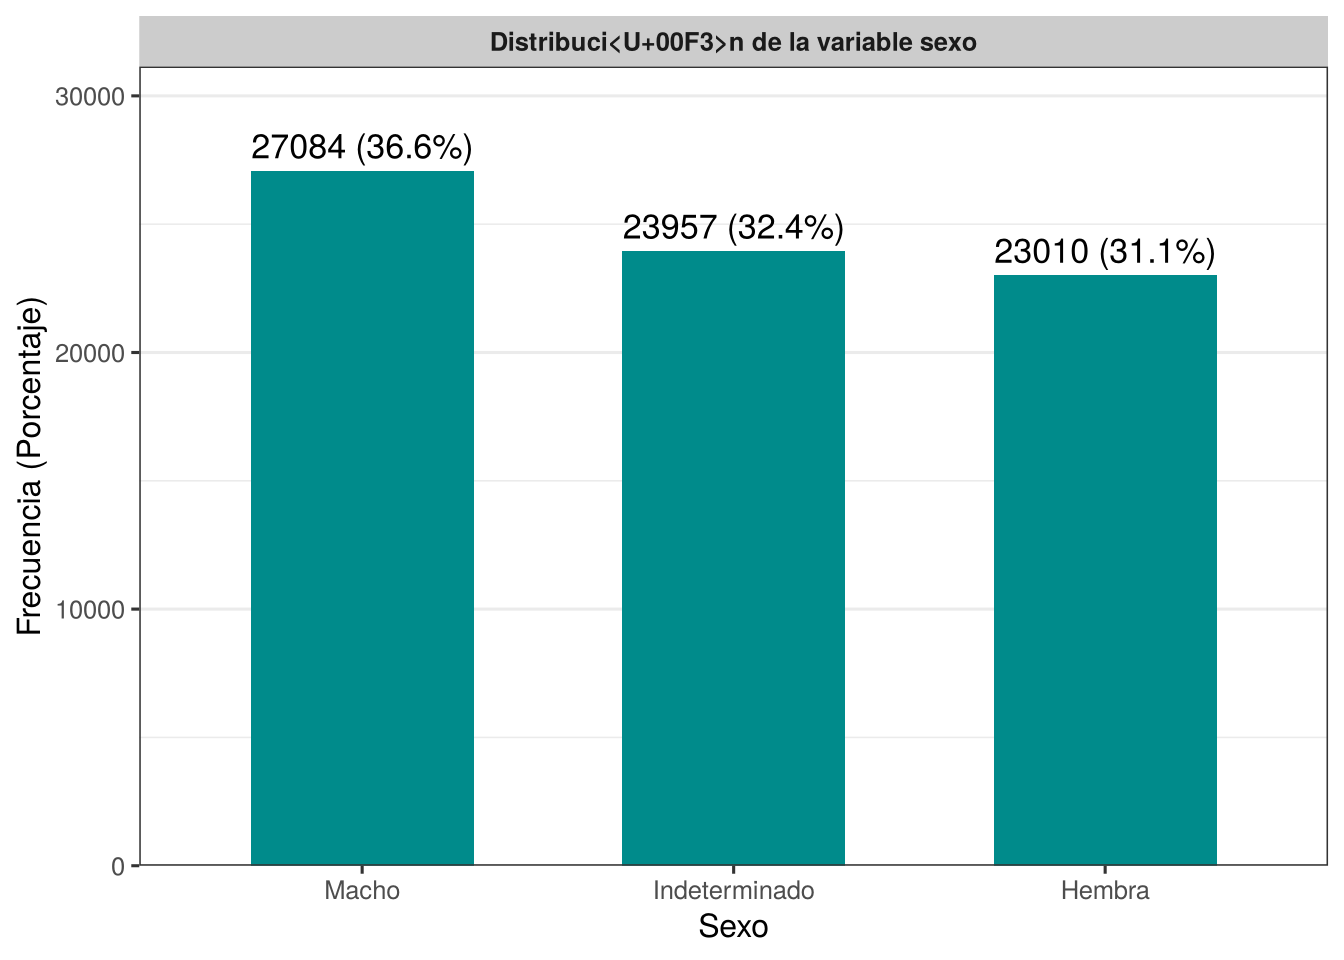 Distribuci<U+00F3>n de la variable sexo
30000
27084 (36.6%)
23957 (32.4%)
23010 (31.1%)
20000
10000
0
Frecuencia (Porcentaje)
Macho
Indeterminado
Hembra
Sexo